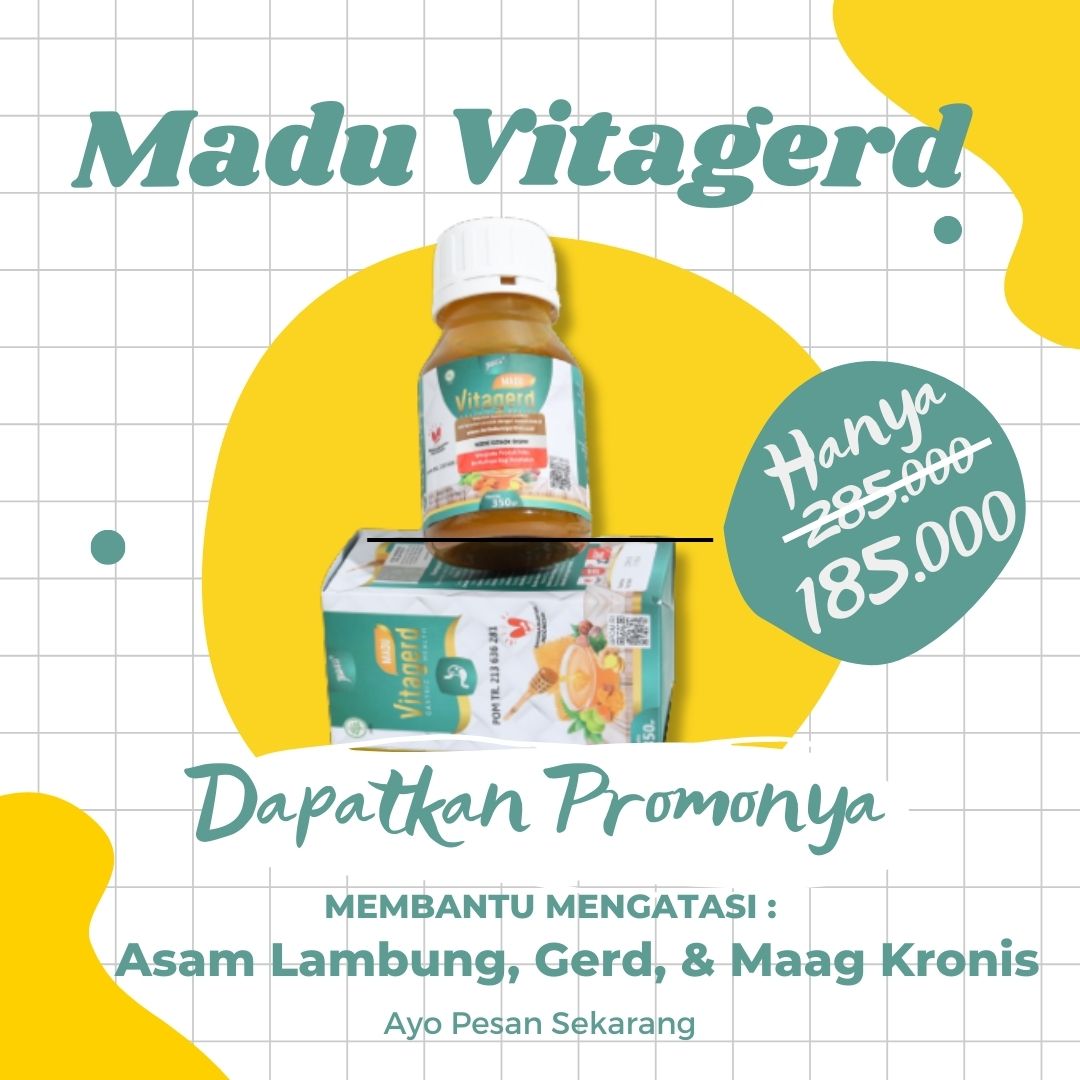 Madu Vitagerd
Hanya
285.000
185.000
MADU
Vitagerd
350gr
MADU
Vitagerd
GASTRIC HEALTH
POM TR. 213 636 281
Dapatkan Promonya
MEMBANTU MENGATASI :
Asam Lambung, Gerd, & Maag Kronis
Ayo Pesan Sekarang